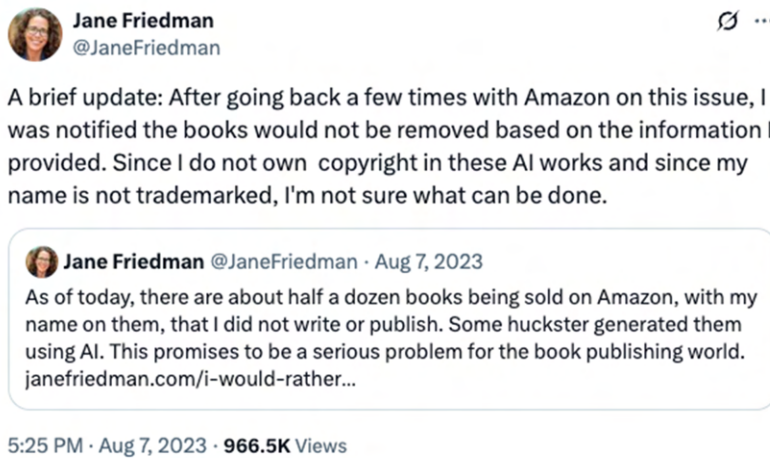 Jane Friedman
@JaneFriedman
A brief update: After going back a few times with Amazon on this issue, I
was notified the books would not be removed based on the information I
provided. Since I do not own copyright in these AI works and since my
name is not trademarked, I'm not sure what can be done.
Jane Friedman @JaneFriedman · Aug 7, 2023
As of today, there are about half a dozen books being sold on Amazon, with my
name on them, that I did not write or publish. Some huckster generated them
using AI. This promises to be a serious problem for the book publishing world.
janefriedman.com/i-would-rather...
5:25 PM · Aug 7, 2023 · 966.5K Views